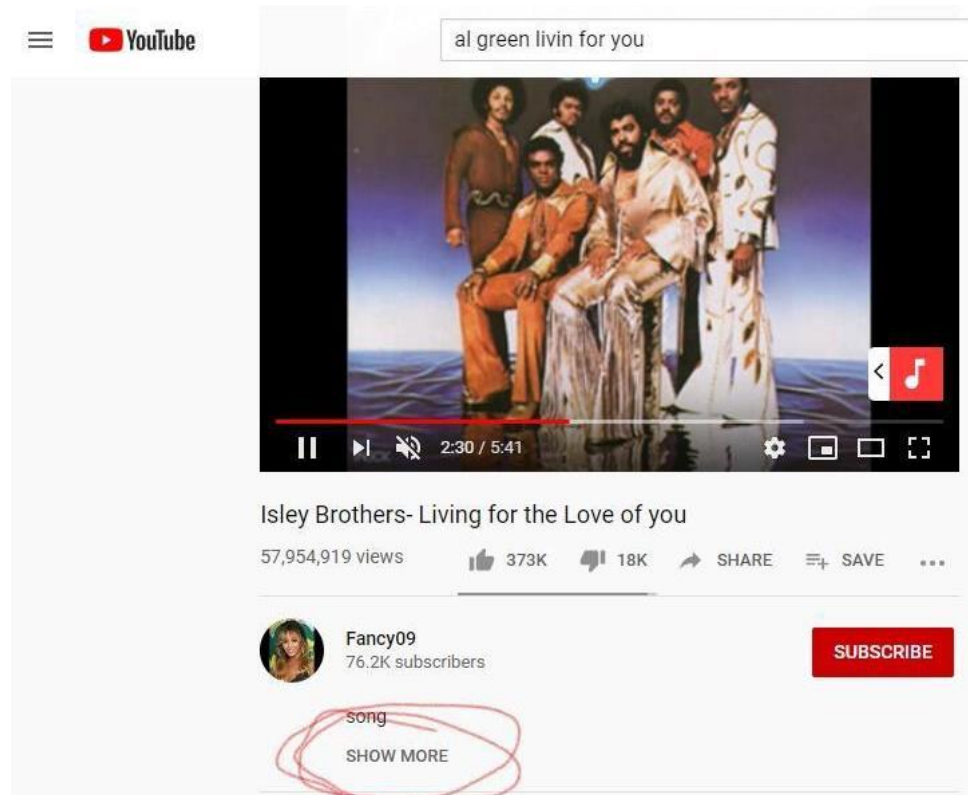 YouTube
al green livin for you
2:30 / 5:41
Isley Brothers- Living for the Love of you
57,954,919 views 373K 18K SHARE SAVE
Fancy09
76.2K subscribers
SUBSCRIBE
song
SHOW MORE